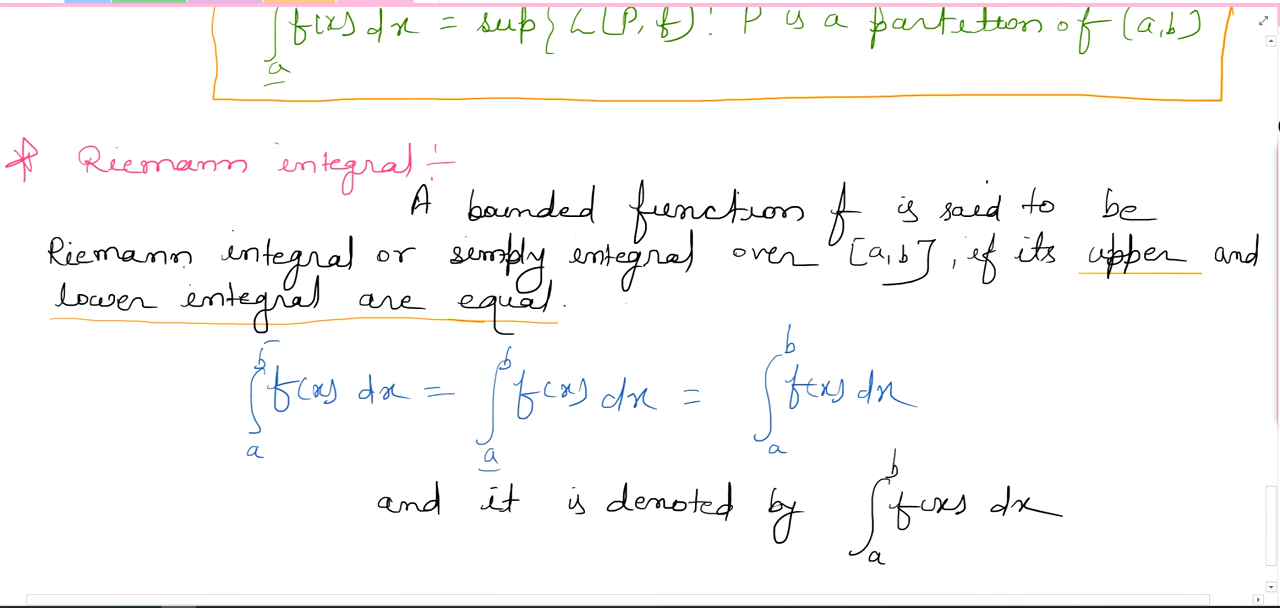 ∫_a̲ f(x) dx = sup{ L(P, f) : P is a partetion of (a,b)
* Riemann integral :-
A bounded function f is said to be
Riemann integral or simply integral over [a,b], if its upper and
lower integral are equal.
∫_a^b̅ f(x) dx = ∫_a̲^b f(x) dx = ∫_a^b f(x) dx
and it is denoted by ∫_a^b f(x) dx